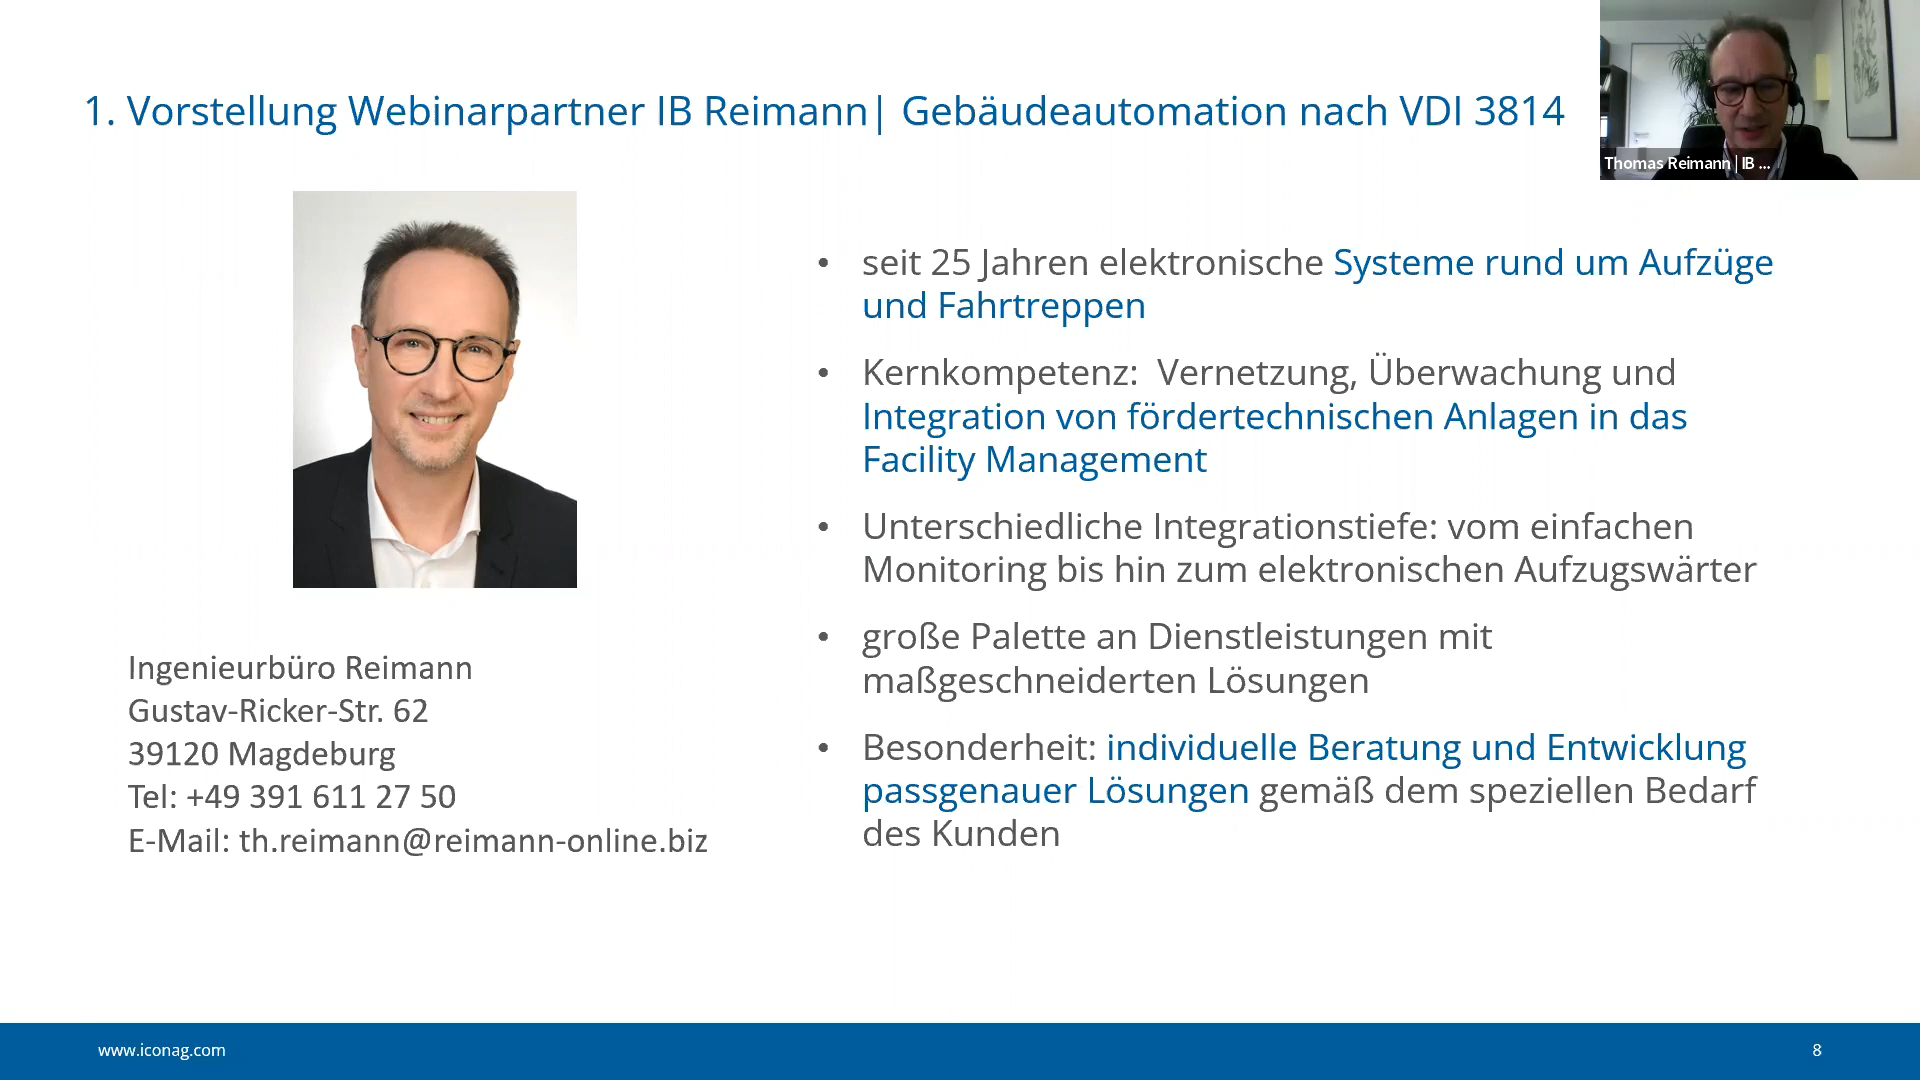 1. Vorstellung Webinarpartner IB Reimann| Gebäudeautomation nach VDI 3814
Thomas Reimann | IB ...
• seit 25 Jahren elektronische Systeme rund um Aufzüge
und Fahrtreppen
• Kernkompetenz: Vernetzung, Überwachung und
Integration von fördertechnischen Anlagen in das
Facility Management
• Unterschiedliche Integrationstiefe: vom einfachen
Monitoring bis hin zum elektronischen Aufzugswärter
• große Palette an Dienstleistungen mit
maßgeschneiderten Lösungen
• Besonderheit: individuelle Beratung und Entwicklung
passgenauer Lösungen gemäß dem speziellen Bedarf
des Kunden
Ingenieurbüro Reimann
Gustav-Ricker-Str. 62
39120 Magdeburg
Tel: +49 391 611 27 50
E-Mail: th.reimann@reimann-online.biz
www.iconag.com
8